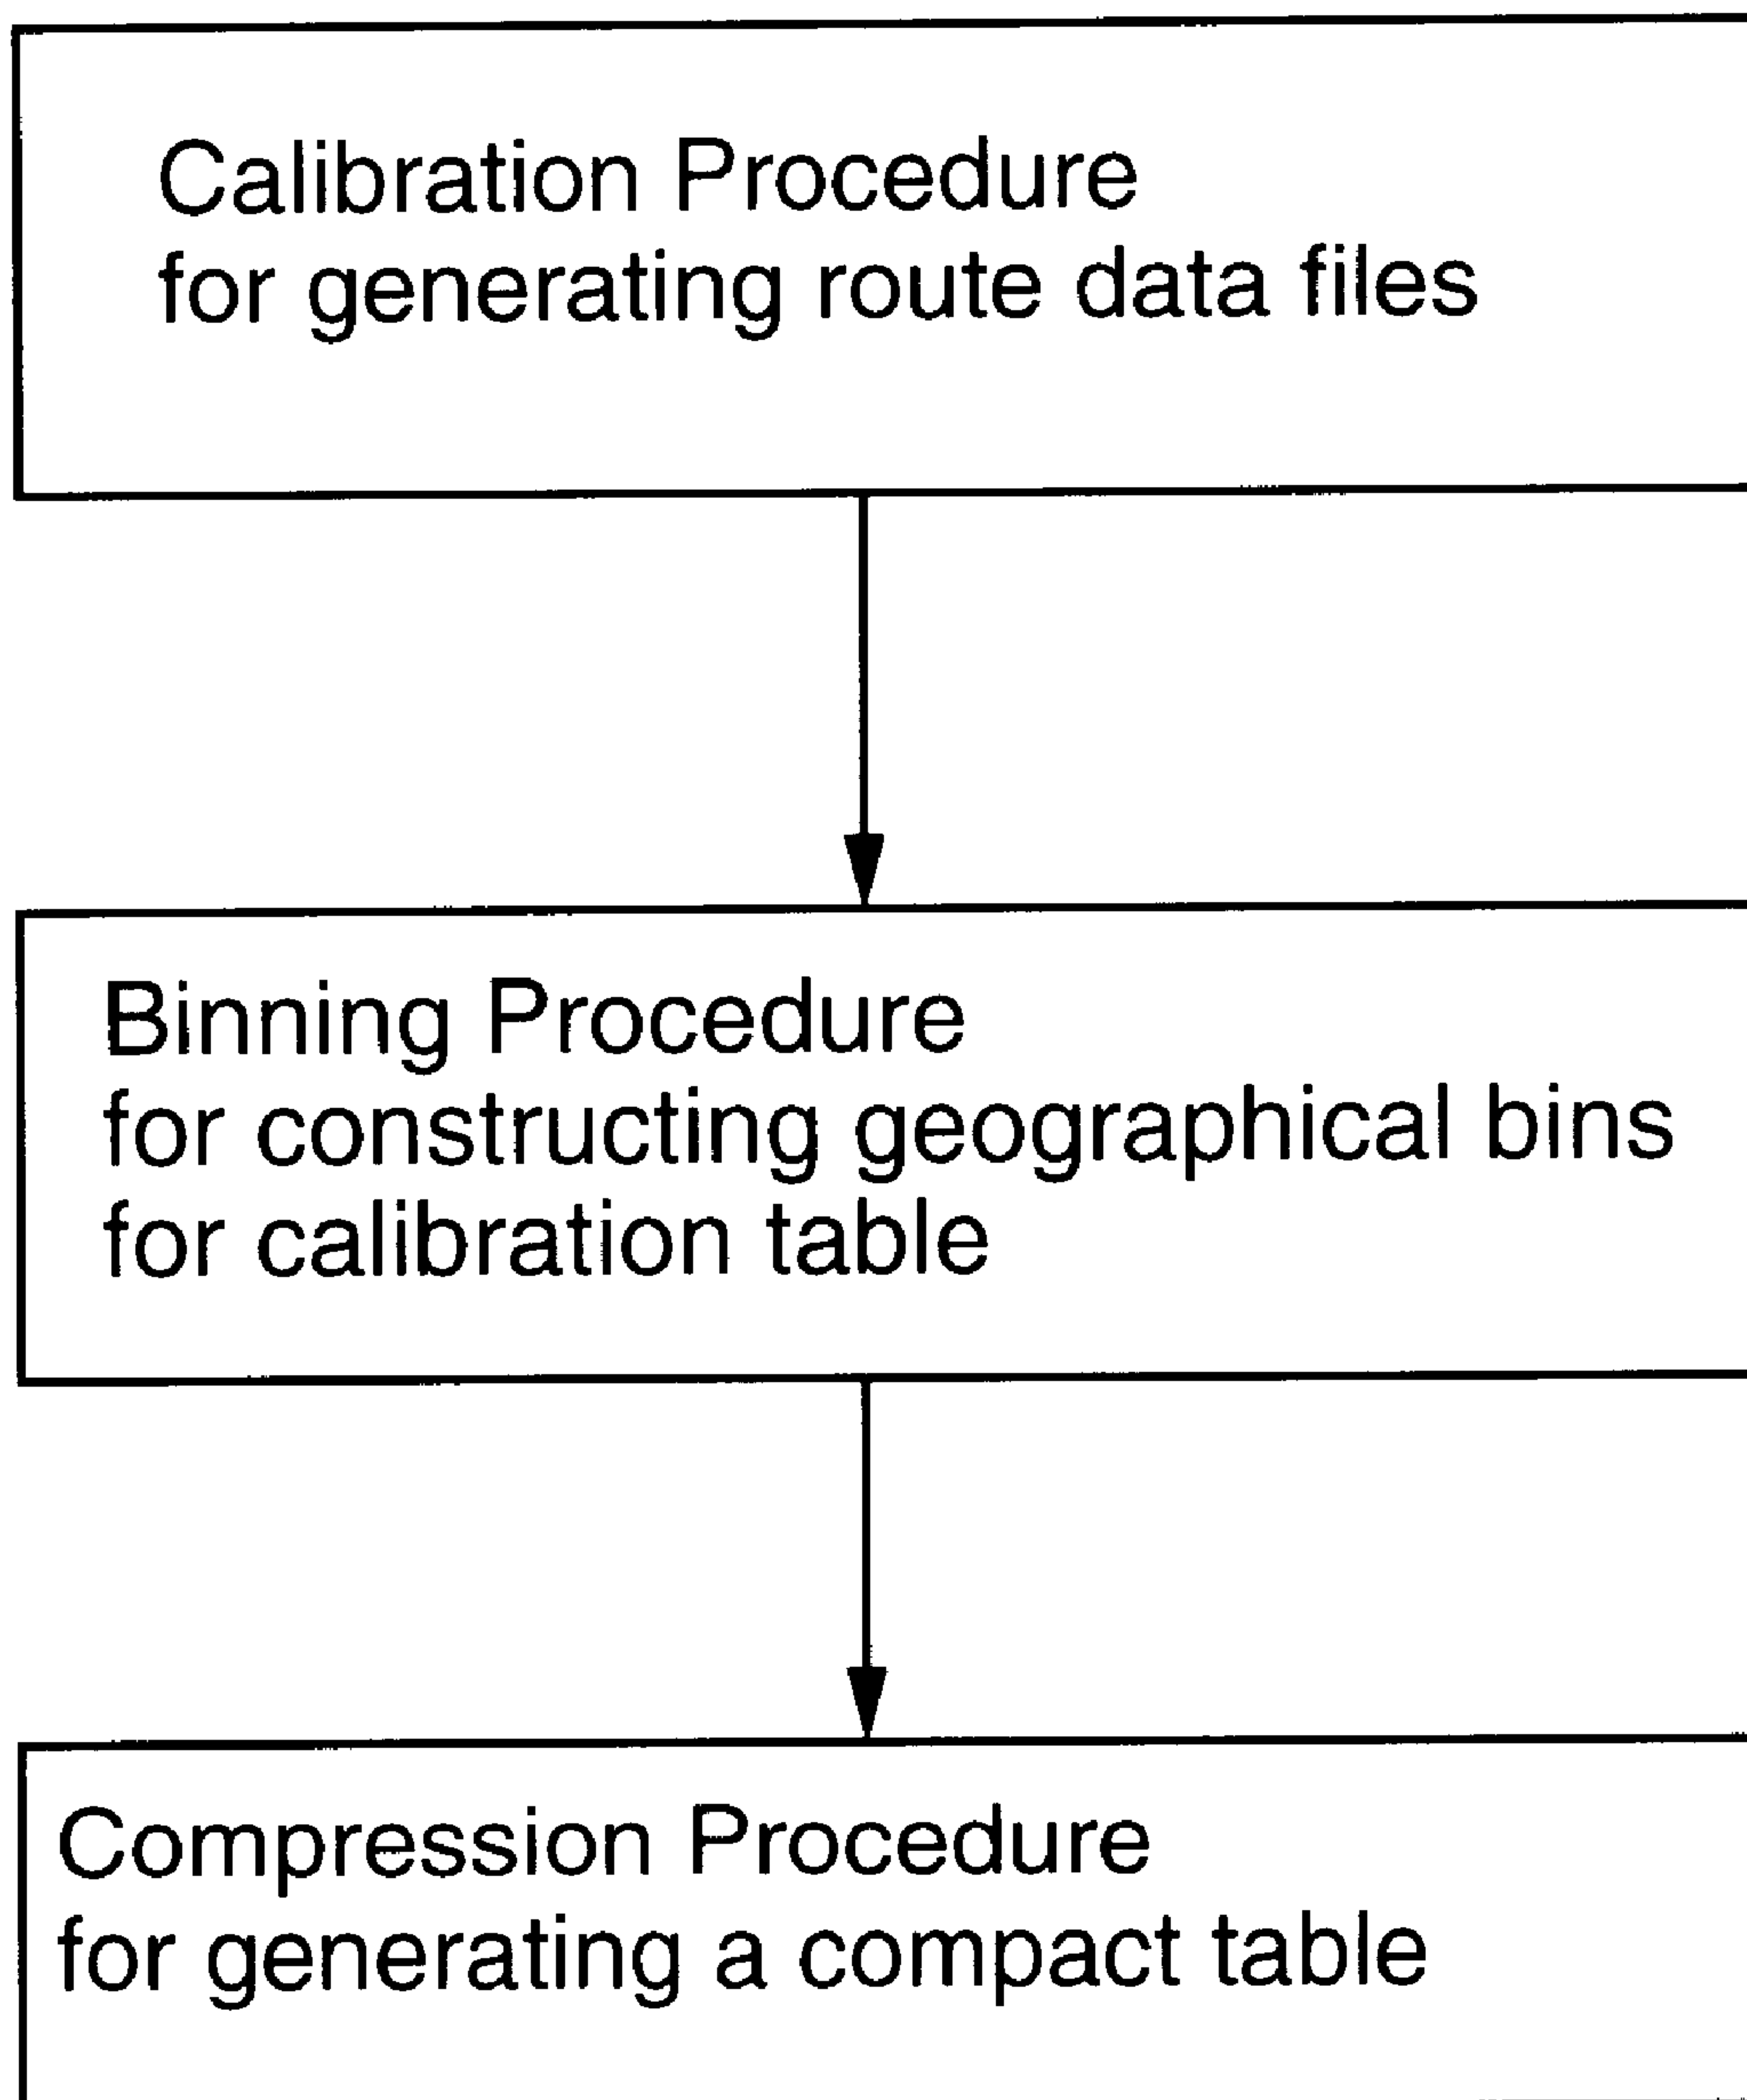 Calibration Procedure
for generating route data files
Binning Procedure
for constructing geographical bins
for calibration table
Compression Procedure
for generating a compact table